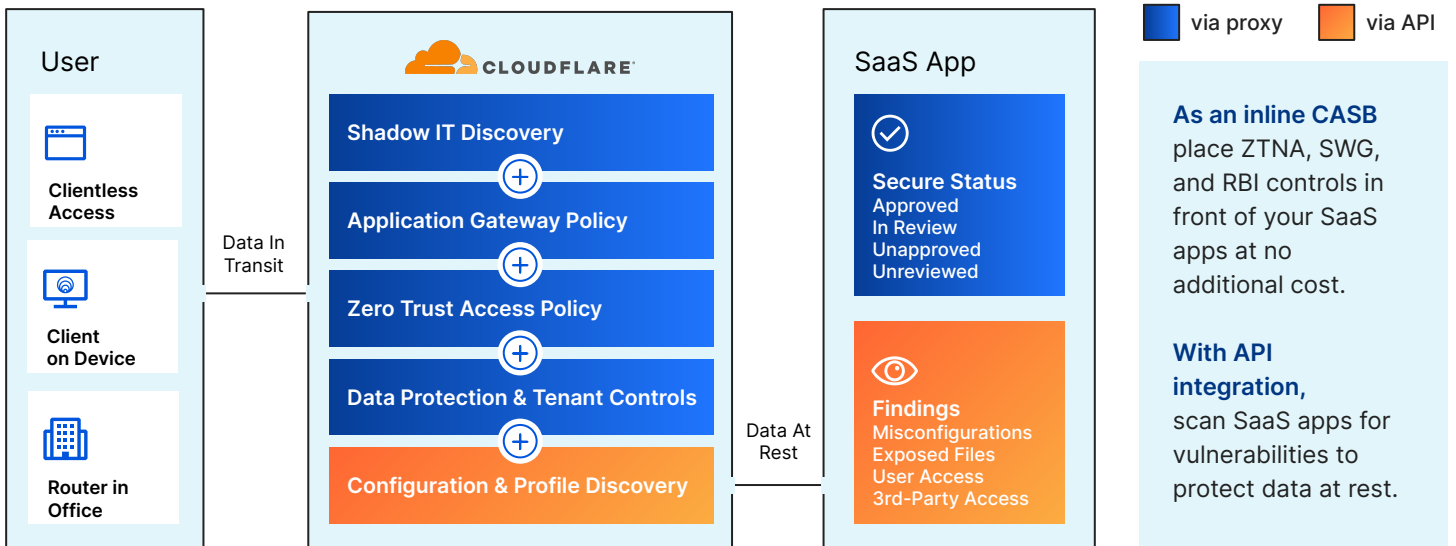 User
Clientless
Access
Client
on Device
Router in
Office
Data In
Transit
CLOUDFLARE
Shadow IT Discovery
Application Gateway Policy
Zero Trust Access Policy
Data Protection & Tenant Controls
Configuration & Profile Discovery
Data At
Rest
SaaS App
Secure Status
Approved
In Review
Unapproved
Unreviewed
Findings
Misconfigurations
Exposed Files
User Access
3rd-Party Access
via proxy
via API
As an inline CASB
place ZTNA, SWG,
and RBI controls in
front of your SaaS
apps at no
additional cost.
With API
integration,
scan SaaS apps for
vulnerabilities to
protect data at rest.